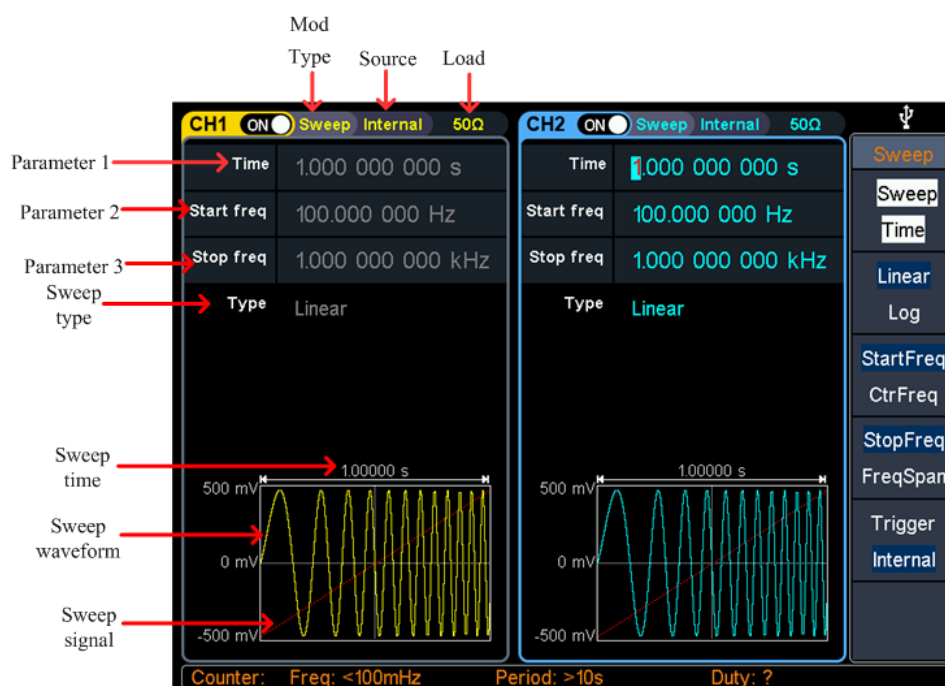 Mod
Type
Source
Load
CH1 ON Sweep Internal 50Ω
CH2 ON Sweep Internal 50Ω
Parameter 1
Time 1.000 000 000 s
Time 1.000 000 000 s
Parameter 2
Start freq 100.000 000 Hz
Start freq 100.000 000 Hz
Parameter 3
Stop freq 1.000 000 000 kHz
Stop freq 1.000 000 000 kHz
Sweep
type
Type Linear
Type Linear
Sweep
time
1.00000 s
1.00000 s
500 mV
500 mV
Sweep
waveform
0 mV
0 mV
Sweep
signal
-500 mV
-500 mV
Sweep
Sweep
Time
Linear
Log
StartFreq
CtrFreq
StopFreq
FreqSpan
Trigger
Internal
Counter: Freq: <100mHz Period: >10s Duty: ?